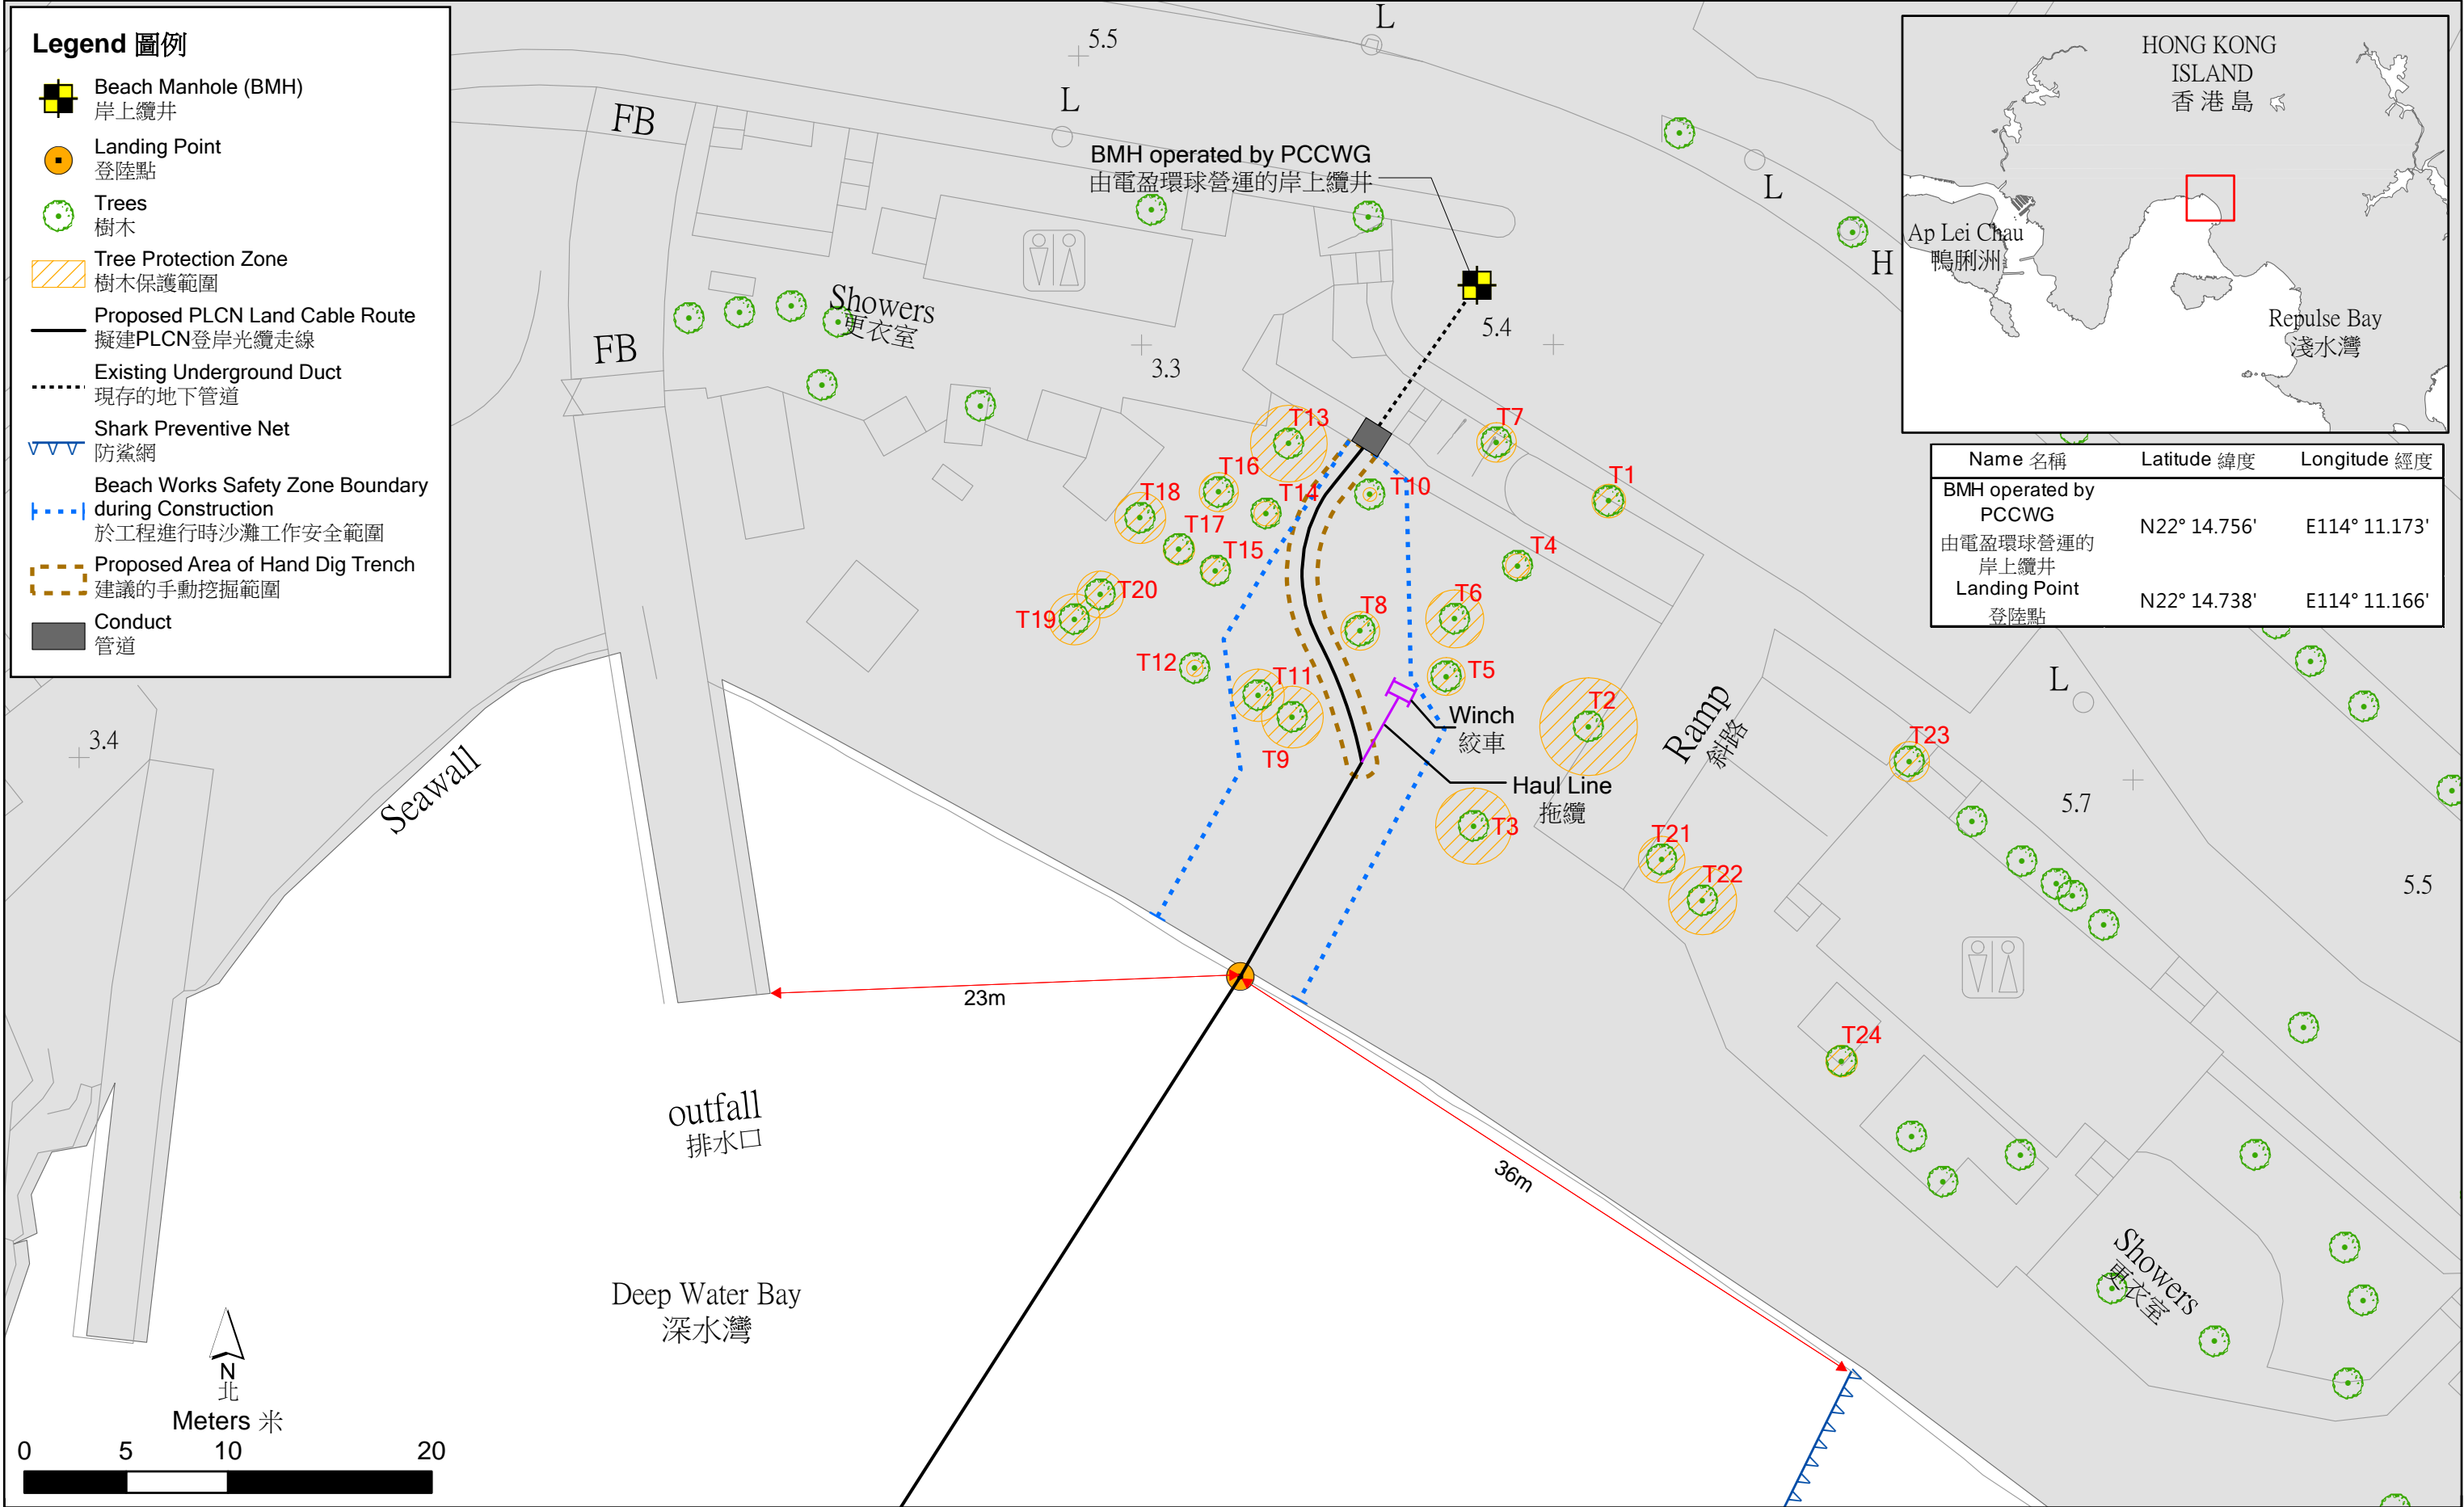 Legend 圖例
Beach Manhole (BMH)
岸上纜井
Landing Point
登陸點
Trees
樹木
Tree Protection Zone
樹木保護範圍
Proposed PLCN Land Cable Route
擬建PLCN登岸光纜走線
Existing Underground Duct
現存的地下管道
Shark Preventive Net
防鯊網
Beach Works Safety Zone Boundary
during Construction
於工程進行時沙灘工作安全範圍
Proposed Area of Hand Dig Trench
建議的手動挖掘範圍
Conduct
管道
HONG KONG
ISLAND
香港島
Ap Lei Chau
鴨脷洲
Repulse Bay
淺水灣
Name 名稱 Latitude 緯度 Longitude 經度
BMH operated by
PCCWG
由電盈環球營運的
岸上纜井
N22° 14.756' E114° 11.173'
Landing Point
登陸點
N22° 14.738' E114° 11.166'
L
5.5
L
FB
BMH operated by PCCWG
由電盈環球營運的岸上纜井
L
H
Showers
更衣室
5.4
FB
3.3
T13
T7
T16
T1
T18
T14
T10
T17
T15
T4
T20
T19
T8
T6
T12
T11
T5
L
T2
Winch
絞車
Ramp
斜路
T9
T23
3.4
Seawall
Haul Line
拖纜
5.7
T3
T21
T22
5.5
23m
T24
outfall
排水口
36m
Showers
更衣室
Deep Water Bay
深水灣
N
北
Meters 米
0 5 10 20